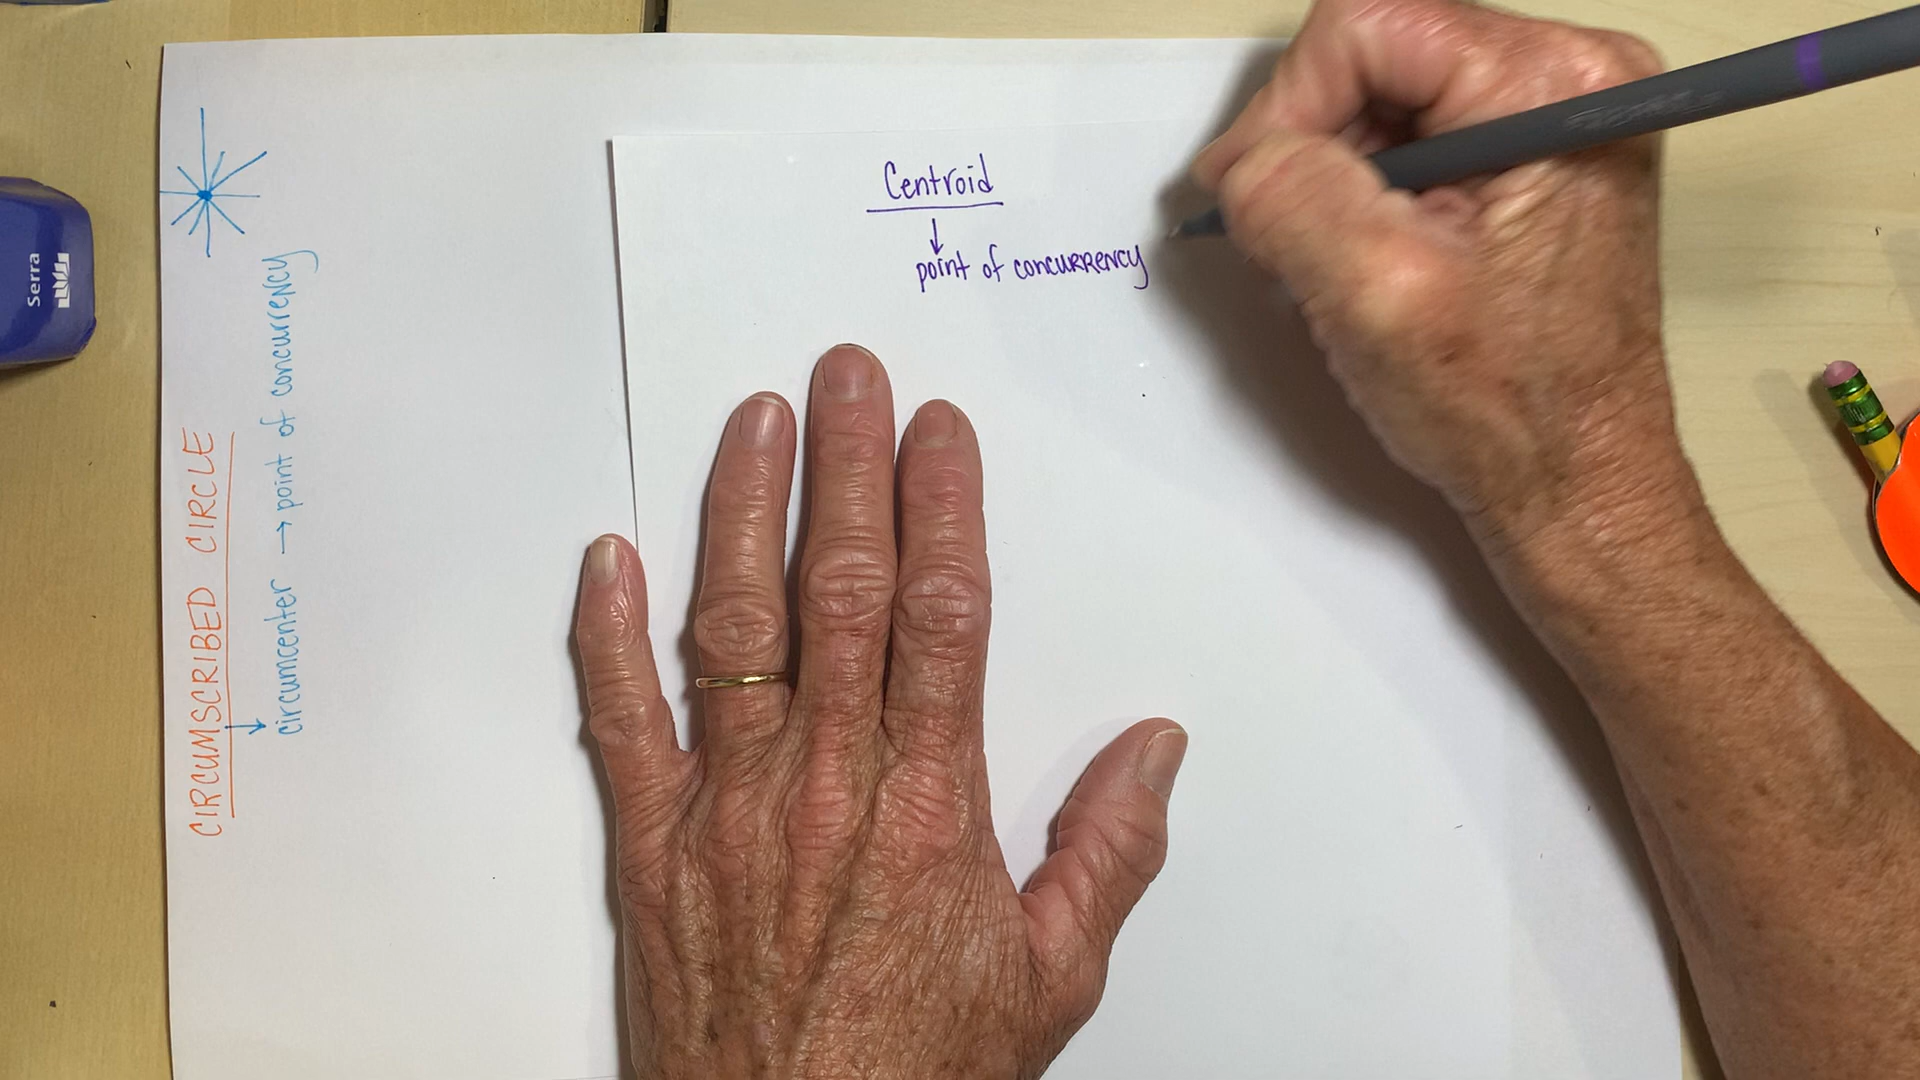 Centroid
↓
point of concurrency
CIRCUMSCRIBED CIRCLE
↓
circumcenter → point of concurrency
Serra